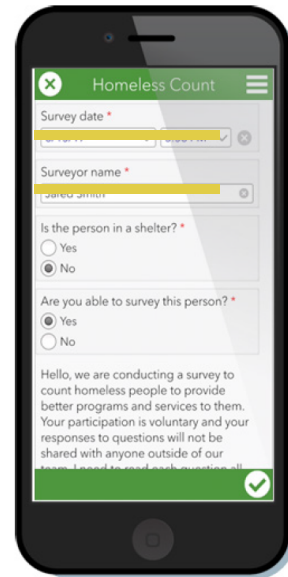 Homeless Count
Survey date *
Surveyor name *
Is the person in a shelter? *
Yes
No
Are you able to survey this person? *
Yes
No
Hello, we are conducting a survey to
count homeless people to provide
better programs and services to them.
Your participation is voluntary and your
responses to questions will not be
shared with anyone outside of our
team. I need to read each question all